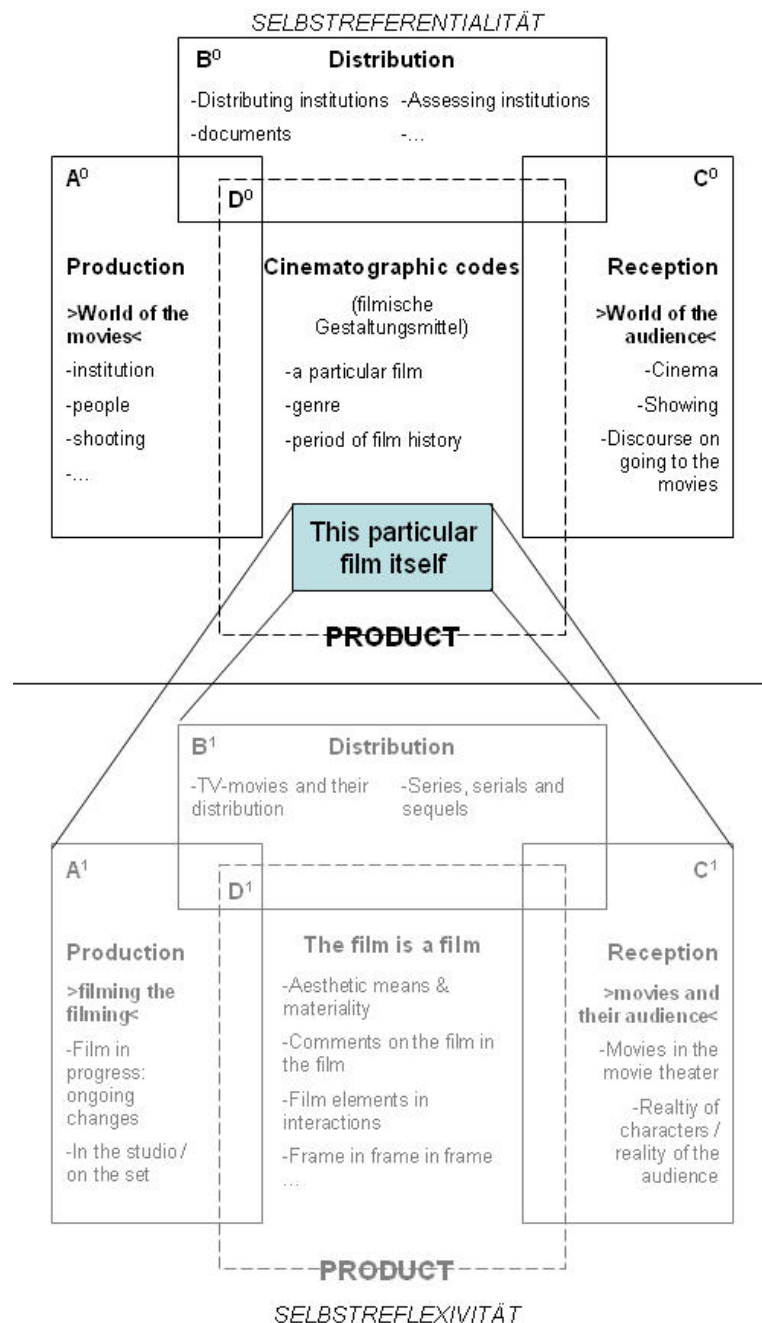 SELBSTREFERENTIALITÄT
B⁰ Distribution
-Distributing institutions -Assessing institutions
-documents -...
A⁰
Production
>World of the
movies<
-institution
-people
-shooting
-...
D⁰
Cinematographic codes
(filmische
Gestaltungsmittel)
-a particular film
-genre
-period of film history
C⁰
Reception
>World of the
audience<
-Cinema
-Showing
-Discourse on
going to the
movies
This particular
film itself
PRODUCT
B¹ Distribution
-TV-movies and their
distribution
-Series, serials and
sequels
A¹
Production
>filming the
filming<
-Film in
progress:
ongoing
changes
-In the studio /
on the set
D¹
The film is a film
-Aesthetic means &
materiality
-Comments on the film in
the film
-Film elements in
interactions
-Frame in frame in frame
...
C¹
Reception
>movies and
their audience<
-Movies in the
movie theater
-Realtiy of
characters /
reality of the
audience
PRODUCT
SELBSTREFLEXIVITÄT